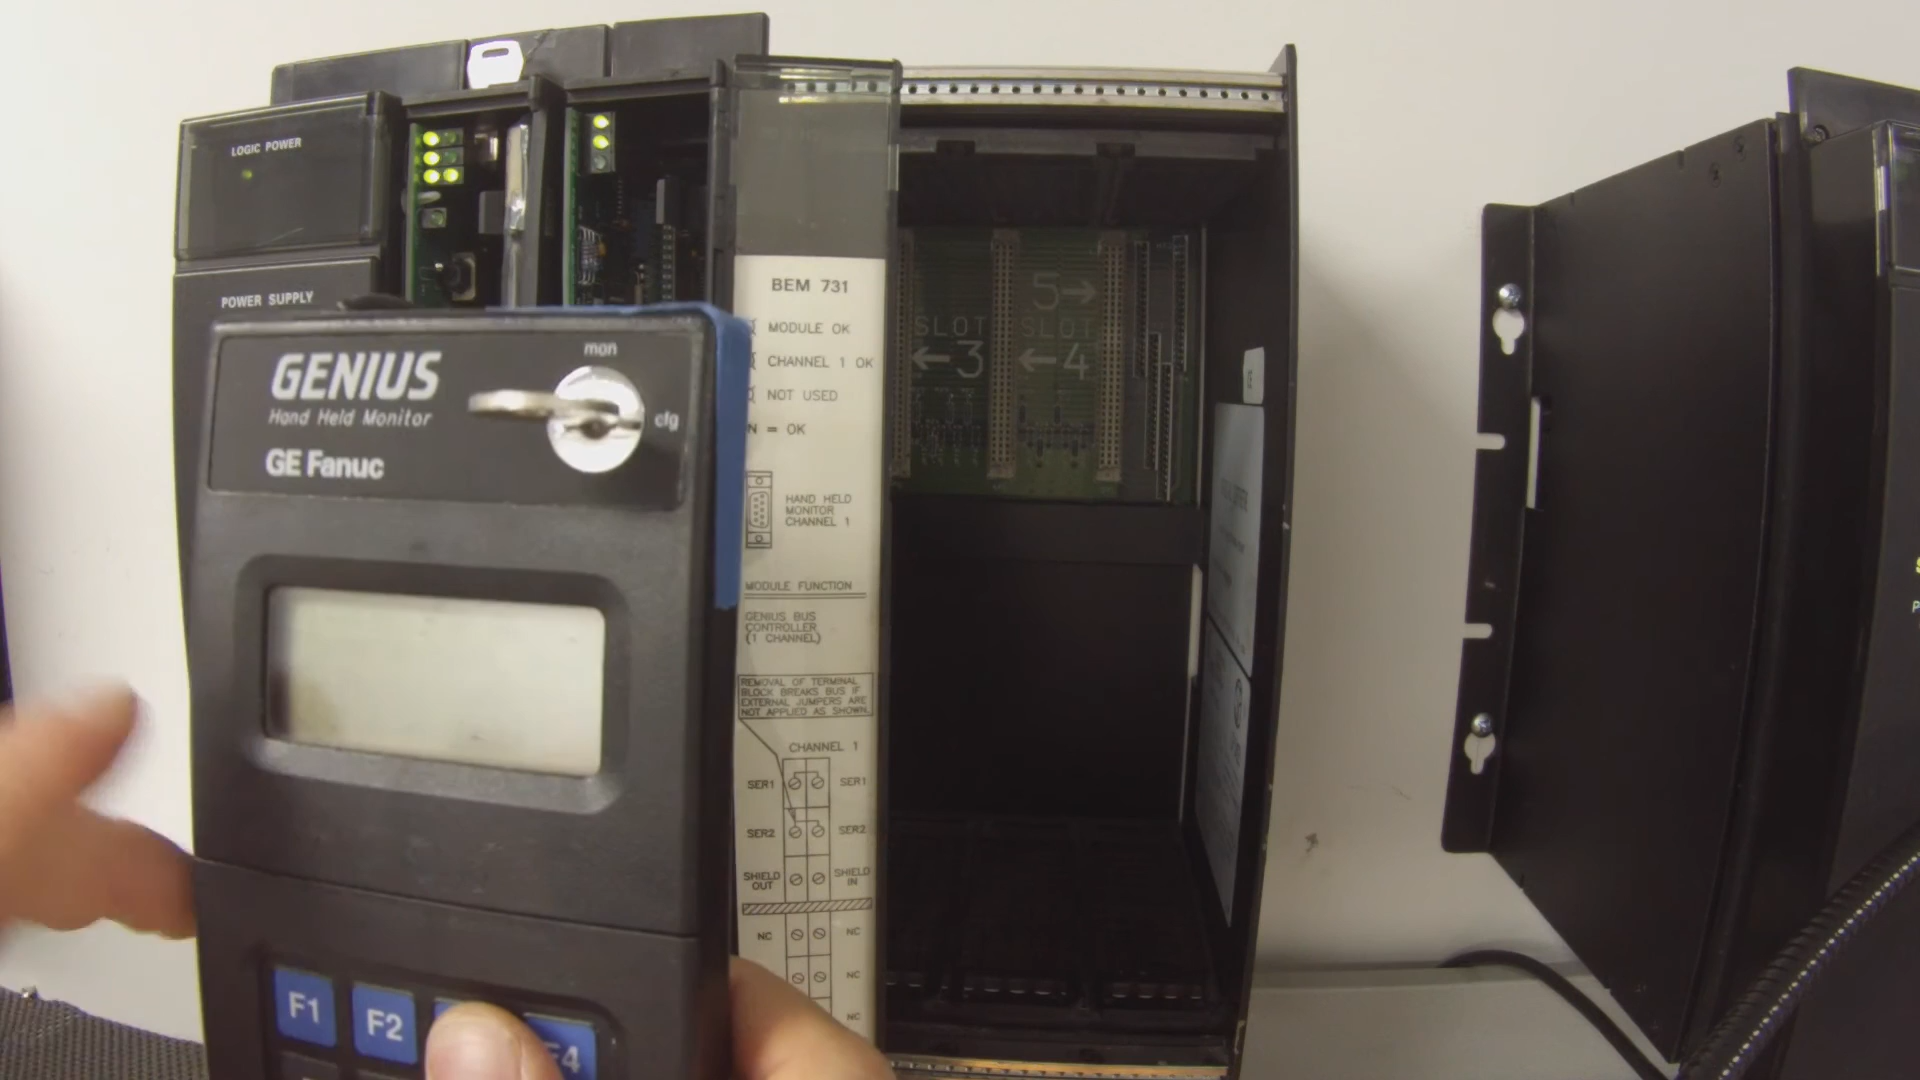 LOGIC POWER
POWER SUPPLY
GENIUS
Hand Held Monitor
GE Fanuc
mon
cfg
F1
F2
F4
BEM 731
MODULE OK
CHANNEL 1 OK
NOT USED
N = OK
HAND HELD
MONITOR
CHANNEL 1
MODULE FUNCTION
GENIUS BUS
CONTROLLER
(1 CHANNEL)
REMOVAL OF TERMINAL
BLOCK BREAKS BUS IF
EXTERNAL JUMPERS ARE
NOT APPLIED AS SHOWN.
CHANNEL 1
SER1 SER1
SER2 SER2
SHIELD OUT SHIELD IN
NC NC
NC
NC
5→
SLOT SLOT
←3 ←4